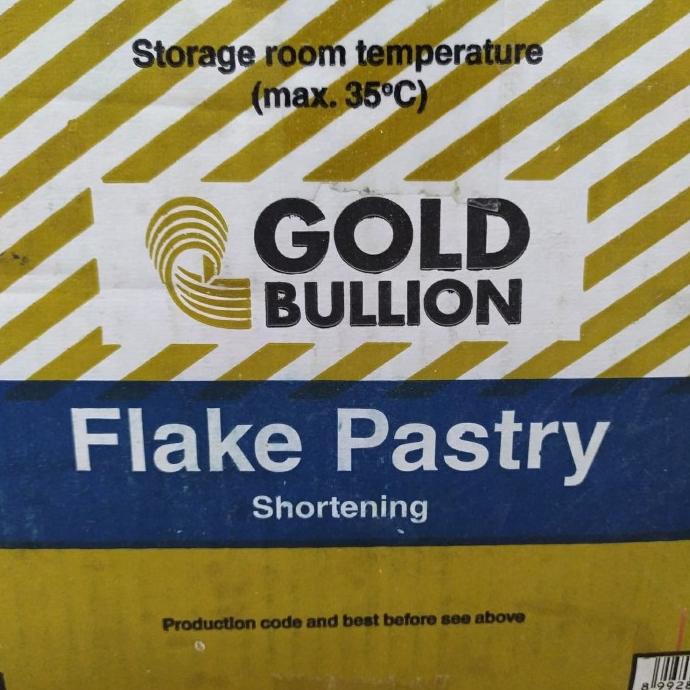 Storage room temperature
(max. 35ºC)
GOLD
BULLION
Flake Pastry
Shortening
Production code and best before see above